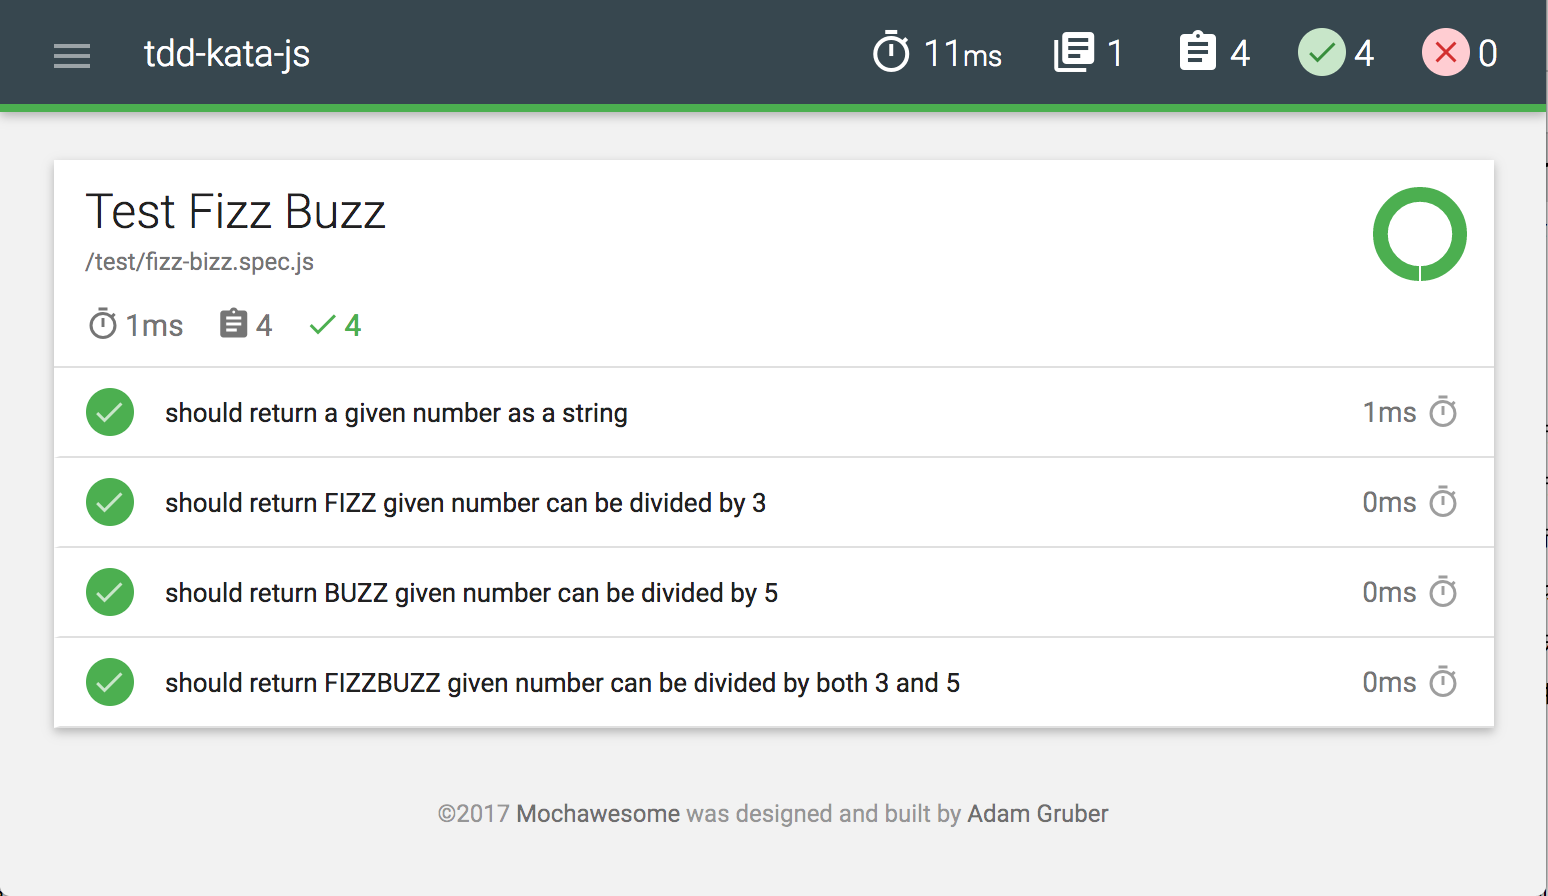 tdd-kata-js 11ms 1 4 4 0
Test Fizz Buzz
/test/fizz-bizz.spec.js
1ms 4 4
should return a given number as a string 1ms
should return FIZZ given number can be divided by 3 0ms
should return BUZZ given number can be divided by 5 0ms
should return FIZZBUZZ given number can be divided by both 3 and 5 0ms
©2017 Mochawesome was designed and built by Adam Gruber